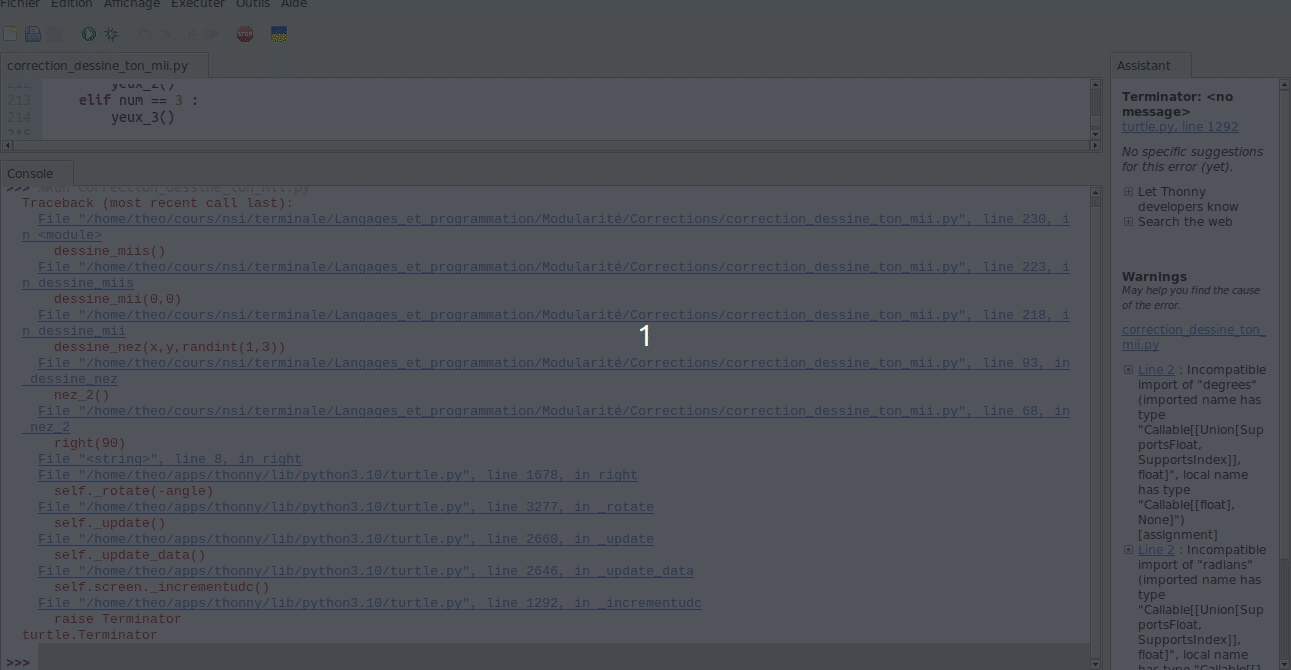 Fichier Edition Affichage Exécuter Outils Aide
STOP
correction_dessine_ton_mii.py
Assistant
212 yeux_2()
213 elif num == 3 :
214 yeux_3()
215
Console
>>> %Run correction_dessine_ton_mii.py
Traceback (most recent call last):
File "/home/theo/cours/nsi/terminale/Langages_et_programmation/Modularité/Corrections/correction_dessine_ton_mii.py", line 230, i
n <module>
dessine_miis()
File "/home/theo/cours/nsi/terminale/Langages_et_programmation/Modularité/Corrections/correction_dessine_ton_mii.py", line 223, i
n dessine_miis
dessine_mii(0,0)
File "/home/theo/cours/nsi/terminale/Langages_et_programmation/Modularité/Corrections/correction_dessine_ton_mii.py", line 218, i
n dessine_mii
dessine_nez(x,y,randint(1,3))
File "/home/theo/cours/nsi/terminale/Langages_et_programmation/Modularité/Corrections/correction_dessine_ton_mii.py", line 93, in
dessine_nez
nez_2()
File "/home/theo/cours/nsi/terminale/Langages_et_programmation/Modularité/Corrections/correction_dessine_ton_mii.py", line 68, in
nez_2
right(90)
File "<string>", line 8, in right
File "/home/theo/apps/thonny/lib/python3.10/turtle.py", line 1678, in right
self._rotate(-angle)
File "/home/theo/apps/thonny/lib/python3.10/turtle.py", line 3277, in _rotate
self._update()
File "/home/theo/apps/thonny/lib/python3.10/turtle.py", line 2660, in _update
self._update_data()
File "/home/theo/apps/thonny/lib/python3.10/turtle.py", line 2646, in _update_data
self.screen._incrementudc()
File "/home/theo/apps/thonny/lib/python3.10/turtle.py", line 1292, in _incrementudc
raise Terminator
turtle.Terminator
>>>
1
Terminator: <no
message>
turtle.py, line 1292
No specific suggestions
for this error (yet).
Let Thonny
developers know
Search the web
Warnings
May help you find the cause
of the error.
correction_dessine_ton_
mii.py
Line 2 : Incompatible
import of "degrees"
(imported name has
type
"Callable[[Union[Sup
portsFloat,
SupportsIndex]],
float]", local name
has type
"Callable[[float],
None]")
[assignment]
Line 2 : Incompatible
import of "radians"
(imported name has
type
"Callable[[Union[Sup
portsFloat,
SupportsIndex]],
float]", local name
has type "Callable[[]